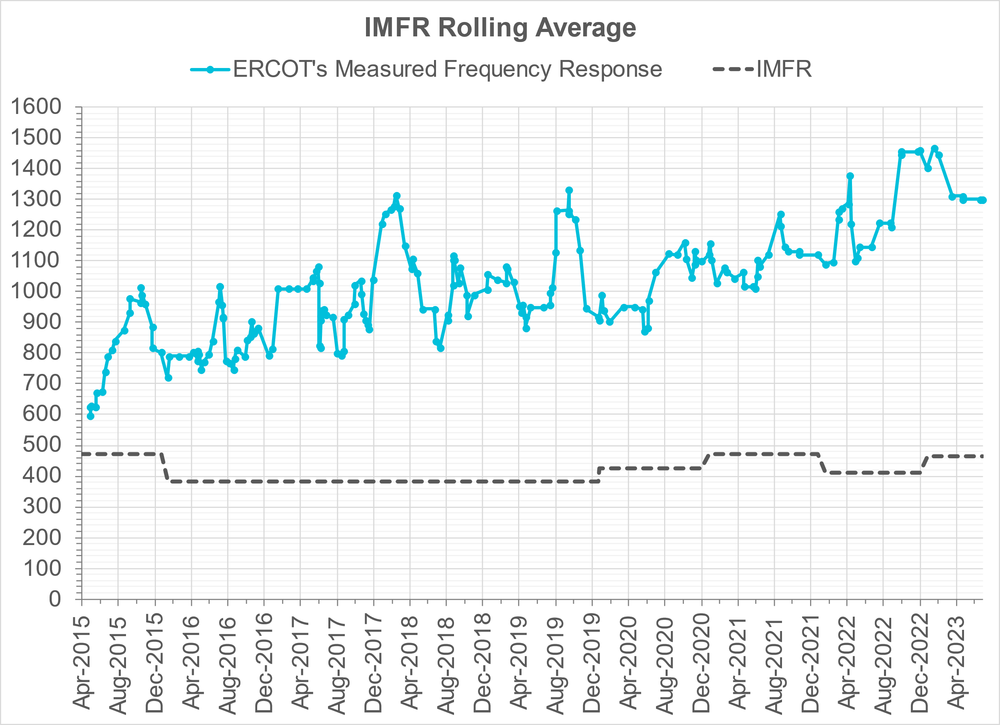 IMFR Rolling Average
ERCOT's Measured Frequency Response IMFR
1600
1500
1400
1300
1200
1100
1000
900
800
700
600
500
400
300
200
100
0
Apr-2015
Aug-2015
Dec-2015
Apr-2016
Aug-2016
Dec-2016
Apr-2017
Aug-2017
Dec-2017
Apr-2018
Aug-2018
Dec-2018
Apr-2019
Aug-2019
Dec-2019
Apr-2020
Aug-2020
Dec-2020
Apr-2021
Aug-2021
Dec-2021
Apr-2022
Aug-2022
Dec-2022
Apr-2023